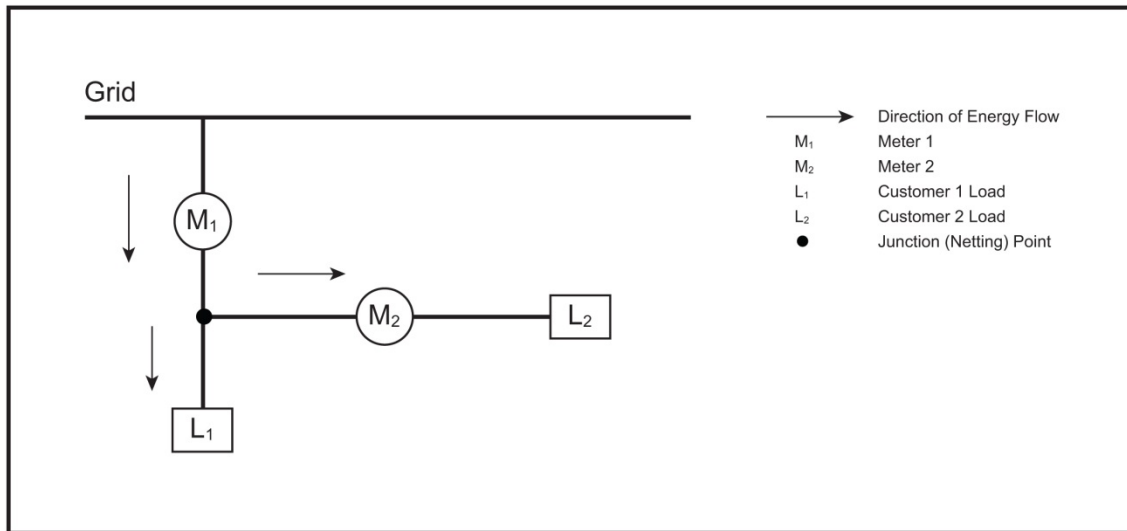 Grid
M₁
M₂
L₂
L₁
Direction of Energy Flow
M₁ Meter 1
M₂ Meter 2
L₁ Customer 1 Load
L₂ Customer 2 Load
Junction (Netting) Point